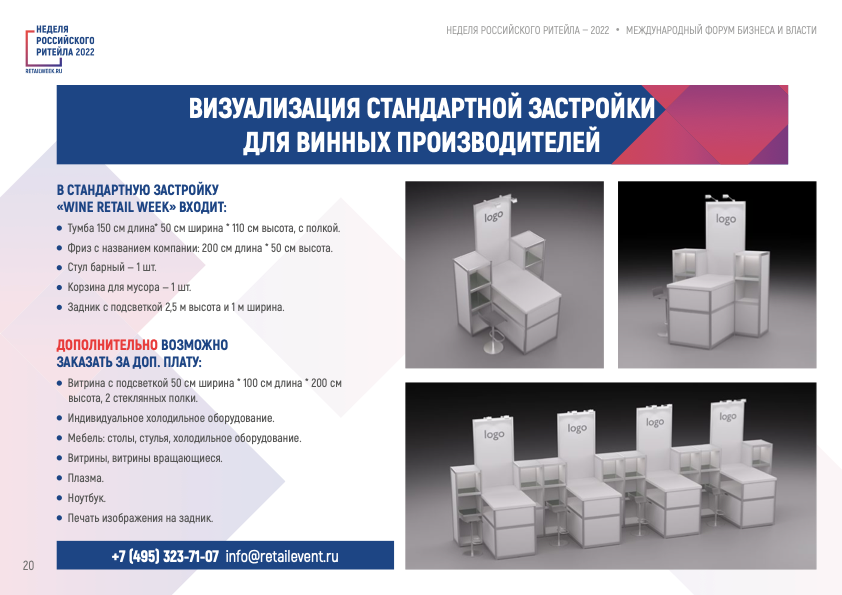 НЕДЕЛЯ
РОССИЙСКОГО
РИТЕЙЛА 2022
RETAILWEEK.RU
НЕДЕЛЯ РОССИЙСКОГО РИТЕЙЛА – 2022 • МЕЖДУНАРОДНЫЙ ФОРУМ БИЗНЕСА И ВЛАСТИ
ВИЗУАЛИЗАЦИЯ СТАНДАРТНОЙ ЗАСТРОЙКИ
ДЛЯ ВИННЫХ ПРОИЗВОДИТЕЛЕЙ
В СТАНДАРТНУЮ ЗАСТРОЙКУ
«WINE RETAIL WEEK» ВХОДИТ:
• Тумба 150 см длина* 50 см ширина * 110 см высота, с полкой.
• Фриз с названием компании: 200 см длина * 50 см высота.
• Стул барный – 1 шт.
• Корзина для мусора – 1 шт.
• Задник с подсветкой 2,5 м высота и 1 м ширина.
ДОПОЛНИТЕЛЬНО ВОЗМОЖНО
ЗАКАЗАТЬ ЗА ДОП. ПЛАТУ:
• Витрина с подсветкой 50 см ширина * 100 см длина * 200 см
высота, 2 стеклянных полки.
• Индивидуальное холодильное оборудование.
• Мебель: столы, стулья, холодильное оборудование.
• Витрины, витрины вращающиеся.
• Плазма.
• Ноутбук.
• Печать изображения на задник.
+7 (495) 323-71-07 info@retailevent.ru
20
logo
logo
logo
logo
logo
logo